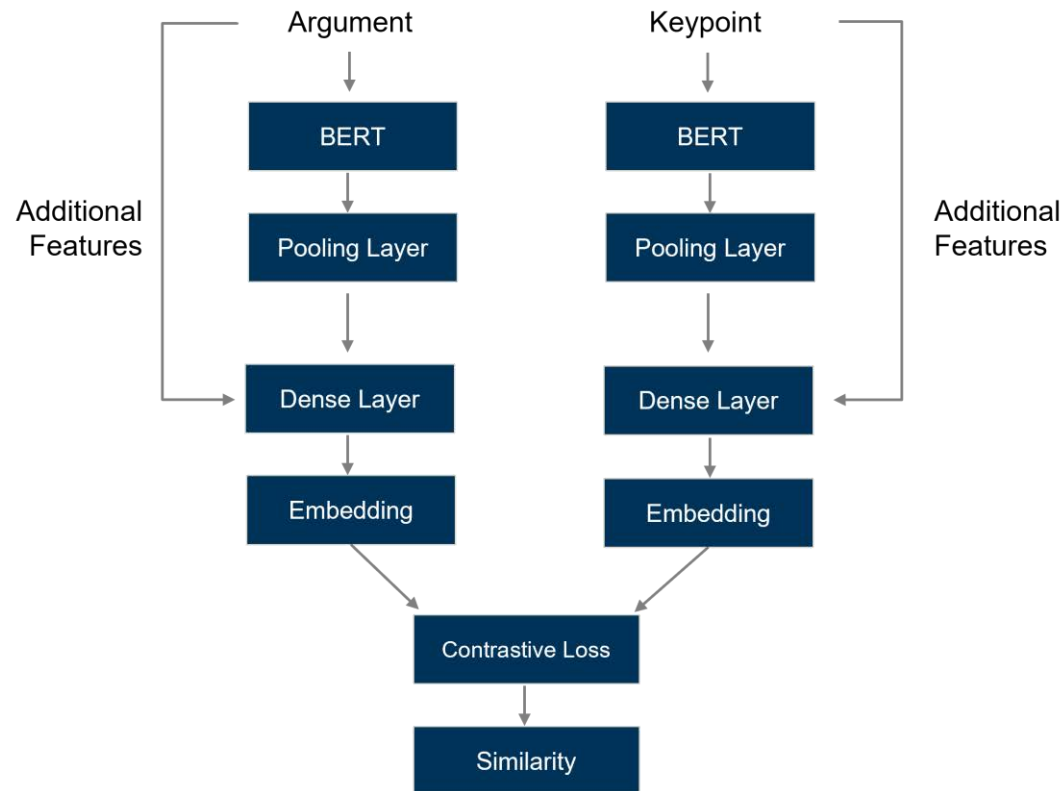 Argument
Keypoint
BERT
BERT
Additional
Features
Pooling Layer
Pooling Layer
Additional
Features
Dense Layer
Dense Layer
Embedding
Embedding
Contrastive Loss
Similarity